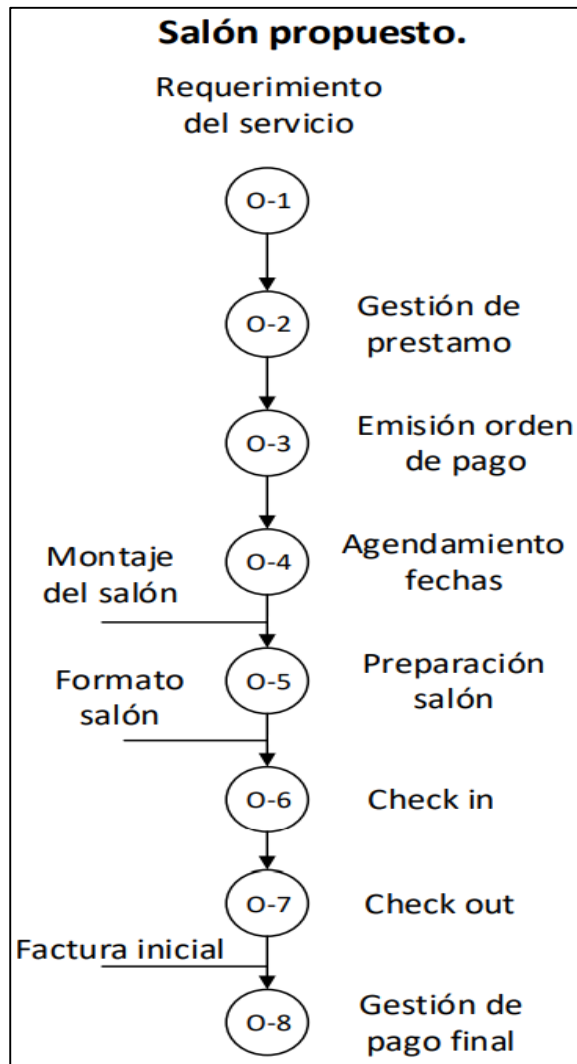 Salón propuesto.
Requerimiento
del servicio
O-1
O-2
Gestión de
prestamo
O-3
Emisión orden
de pago
O-4
Agendamiento
fechas
Montaje
del salón
O-5
Preparación
salón
Formato
salón
O-6
Check in
O-7
Check out
Factura inicial
O-8
Gestión de
pago final